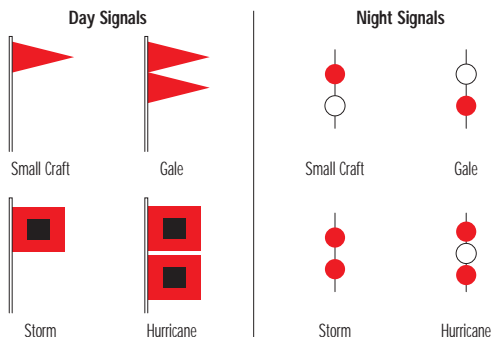 Day Signals
Night Signals
Small Craft
Gale
Small Craft
Gale
Storm
Hurricane
Storm
Hurricane